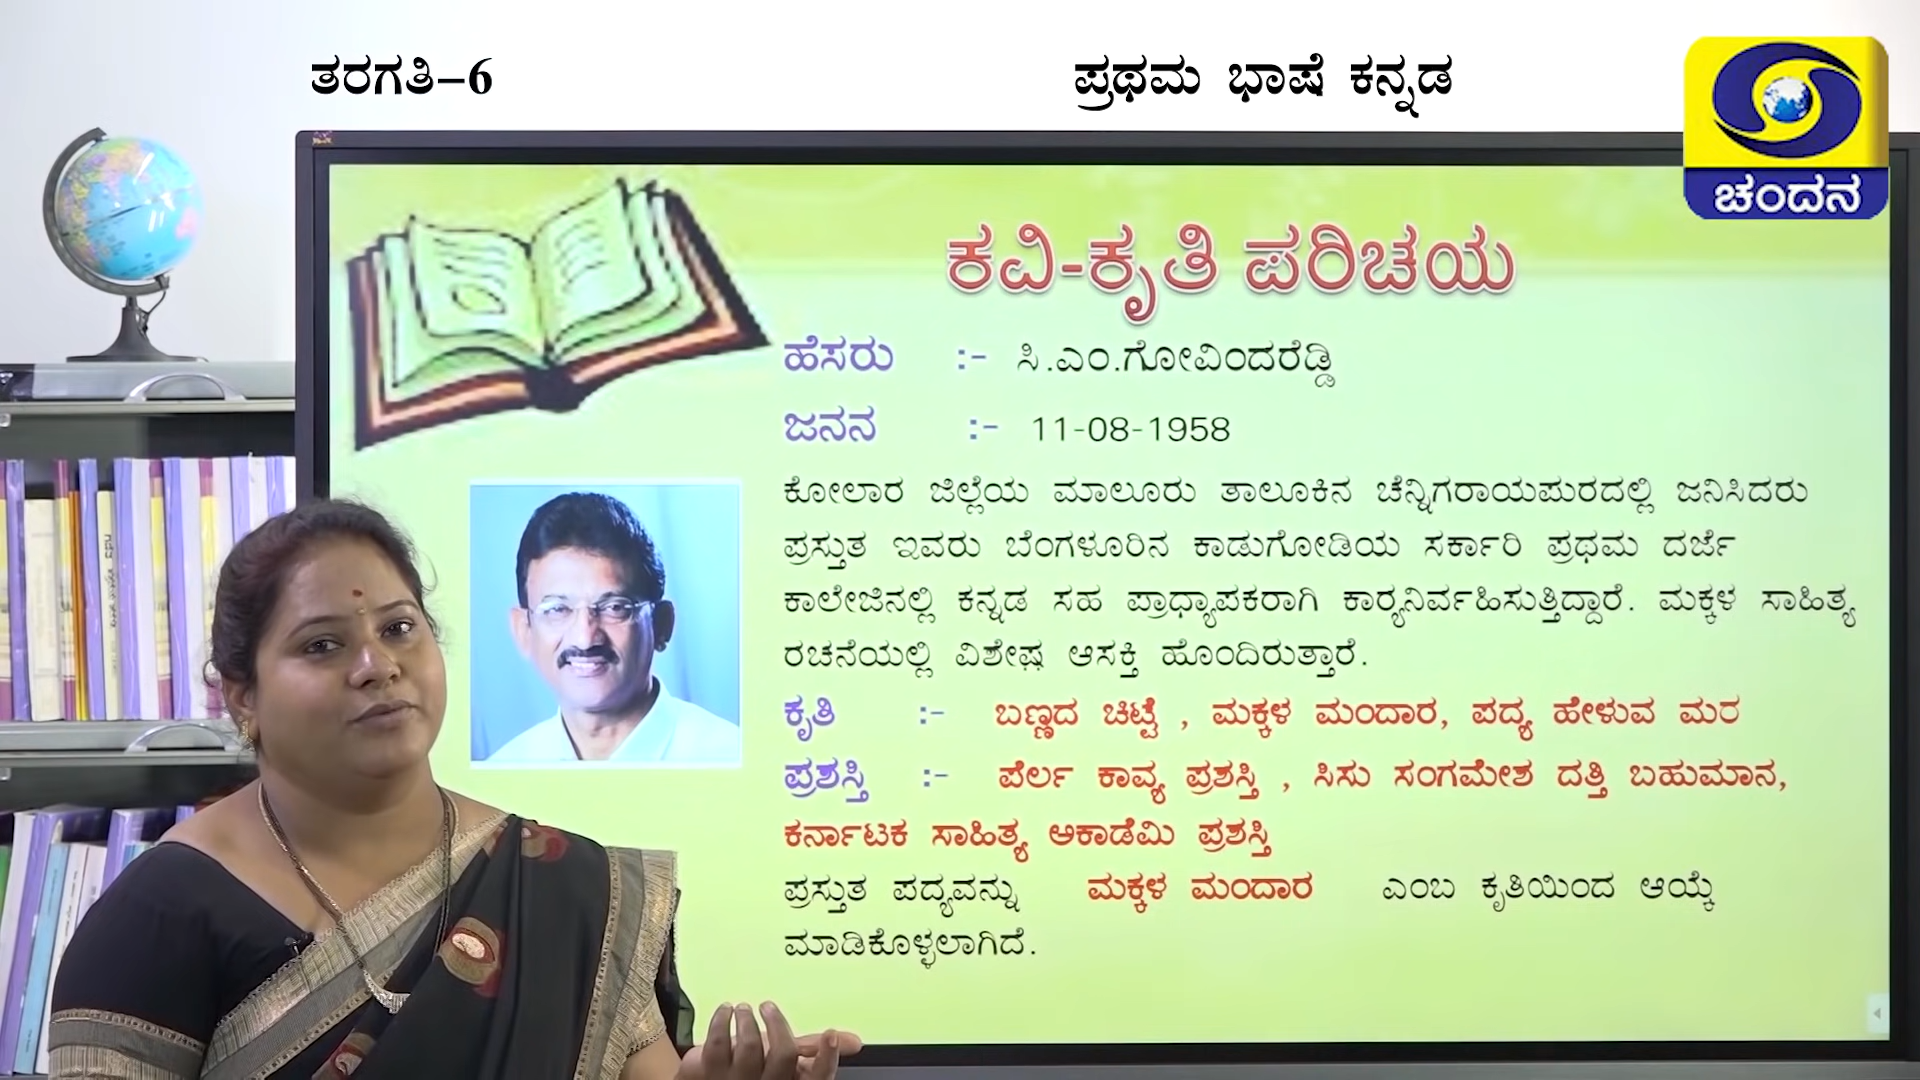 ತರಗತಿ–6
ಪ್ರಥಮ ಭಾಷೆ ಕನ್ನಡ
ಚಂದನ
ಕವಿ-ಕೃತಿ ಪರಿಚಯ
ಹೆಸರು :- ಸಿ.ಎಂ.ಗೋವಿಂದರೆಡ್ಡಿ
ಜನನ :- 11-08-1958
ಕೋಲಾರ ಜಿಲ್ಲೆಯ ಮಾಲೂರು ತಾಲೂಕಿನ ಚೆನ್ನಿಗರಾಯಪುರದಲ್ಲಿ ಜನಿಸಿದರು
ಪ್ರಸ್ತುತ ಇವರು ಬೆಂಗಳೂರಿನ ಕಾಡುಗೋಡಿಯ ಸರ್ಕಾರಿ ಪ್ರಥಮ ದರ್ಜೆ
ಕಾಲೇಜಿನಲ್ಲಿ ಕನ್ನಡ ಸಹ ಪ್ರಾಧ್ಯಾಪಕರಾಗಿ ಕಾರ‍್ಯನಿರ್ವಹಿಸುತ್ತಿದ್ದಾರೆ. ಮಕ್ಕಳ ಸಾಹಿತ್ಯ
ರಚನೆಯಲ್ಲಿ ವಿಶೇಷ ಆಸಕ್ತಿ ಹೊಂದಿರುತ್ತಾರೆ.
ಕೃತಿ :- ಬಣ್ಣದ ಚಿಟ್ಟೆ , ಮಕ್ಕಳ ಮಂದಾರ, ಪದ್ಯ ಹೇಳುವ ಮರ
ಪ್ರಶಸ್ತಿ :- ಪೆರ್ಲ ಕಾವ್ಯ ಪ್ರಶಸ್ತಿ , ಸಿಸು ಸಂಗಮೇಶ ದತ್ತಿ ಬಹುಮಾನ,
ಕರ್ನಾಟಕ ಸಾಹಿತ್ಯ ಅಕಾಡೆಮಿ ಪ್ರಶಸ್ತಿ
ಪ್ರಸ್ತುತ ಪದ್ಯವನ್ನು ಮಕ್ಕಳ ಮಂದಾರ ಎಂಬ ಕೃತಿಯಿಂದ ಆಯ್ಕೆ
ಮಾಡಿಕೊಳ್ಳಲಾಗಿದೆ.